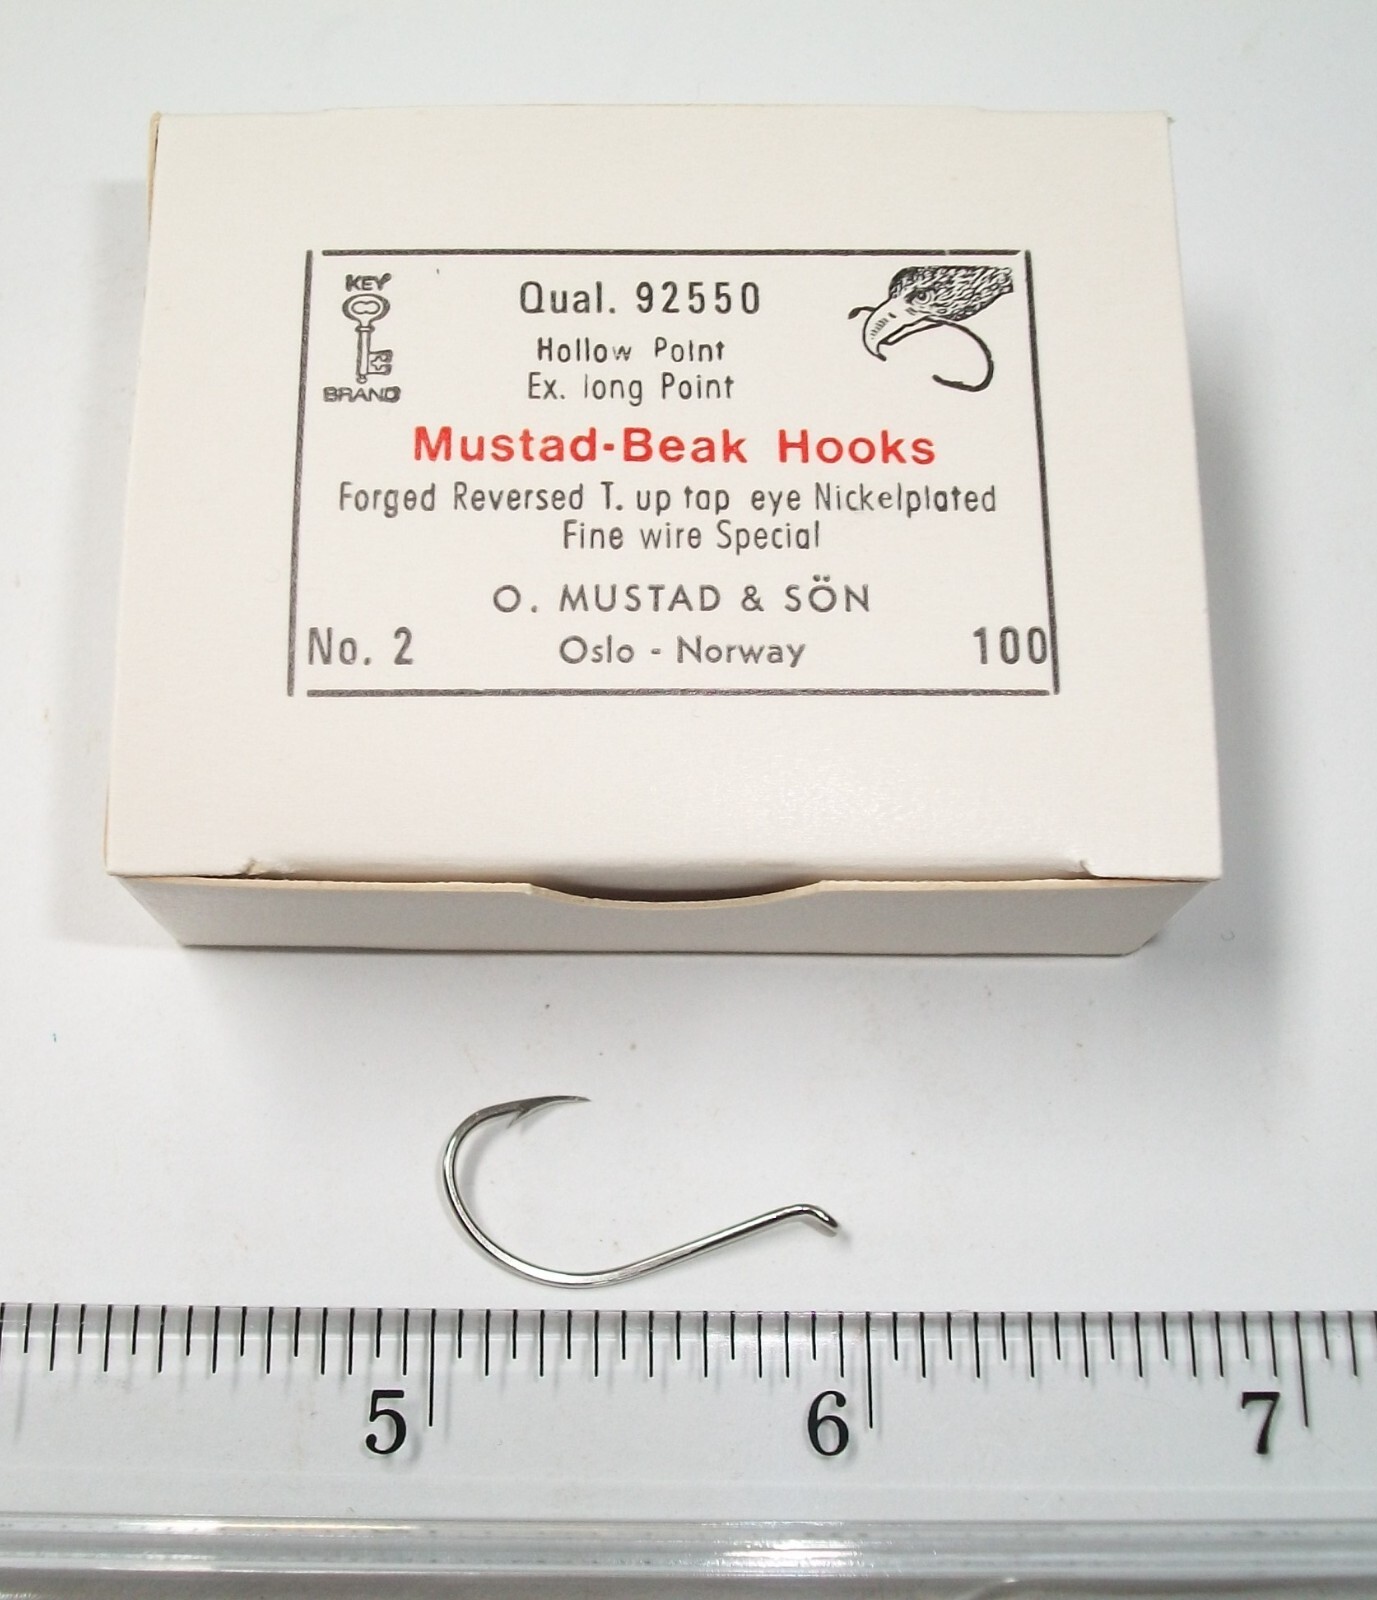 KEY
BRAND
Qual. 92550
Hollow Point
Ex. long Point
Mustad-Beak Hooks
Forged Reversed T. up tap eye Nickelplated
Fine wire Special
O. MUSTAD & SÖN
No. 2 Oslo - Norway 100
5 6 7